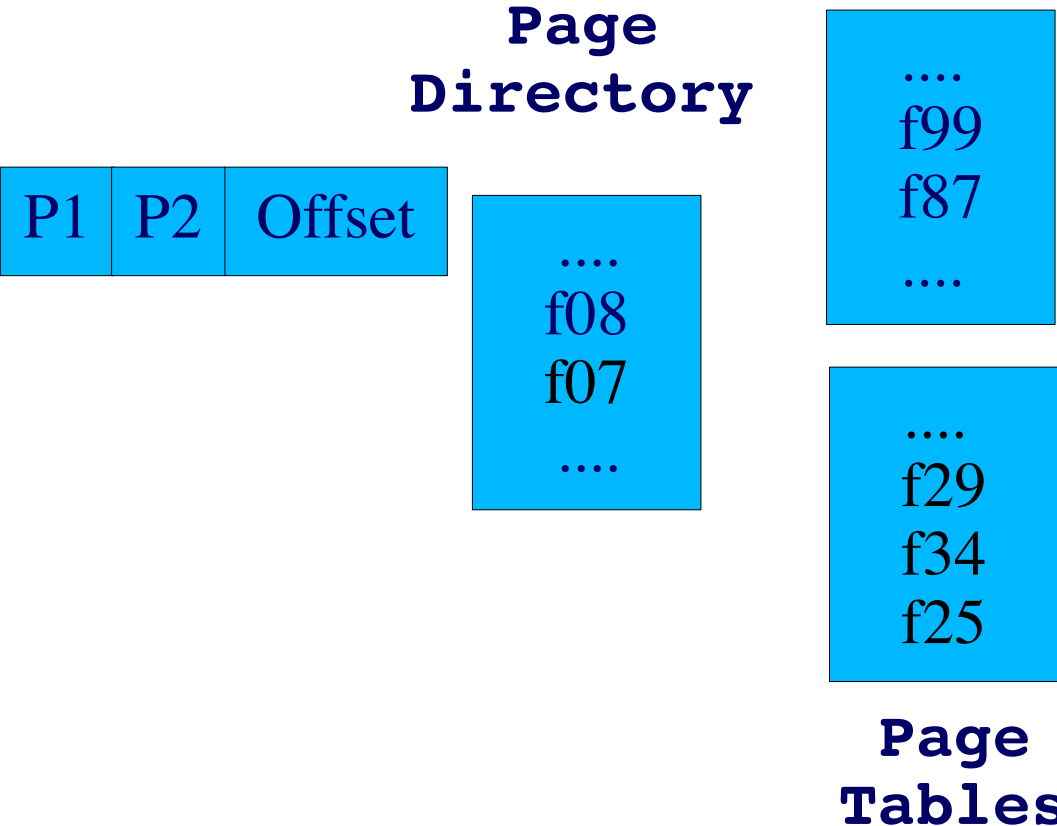 Page
Directory
P1 P2 Offset
....
f08
f07
....
....
f99
f87
....
....
f29
f34
f25
Page
Tables